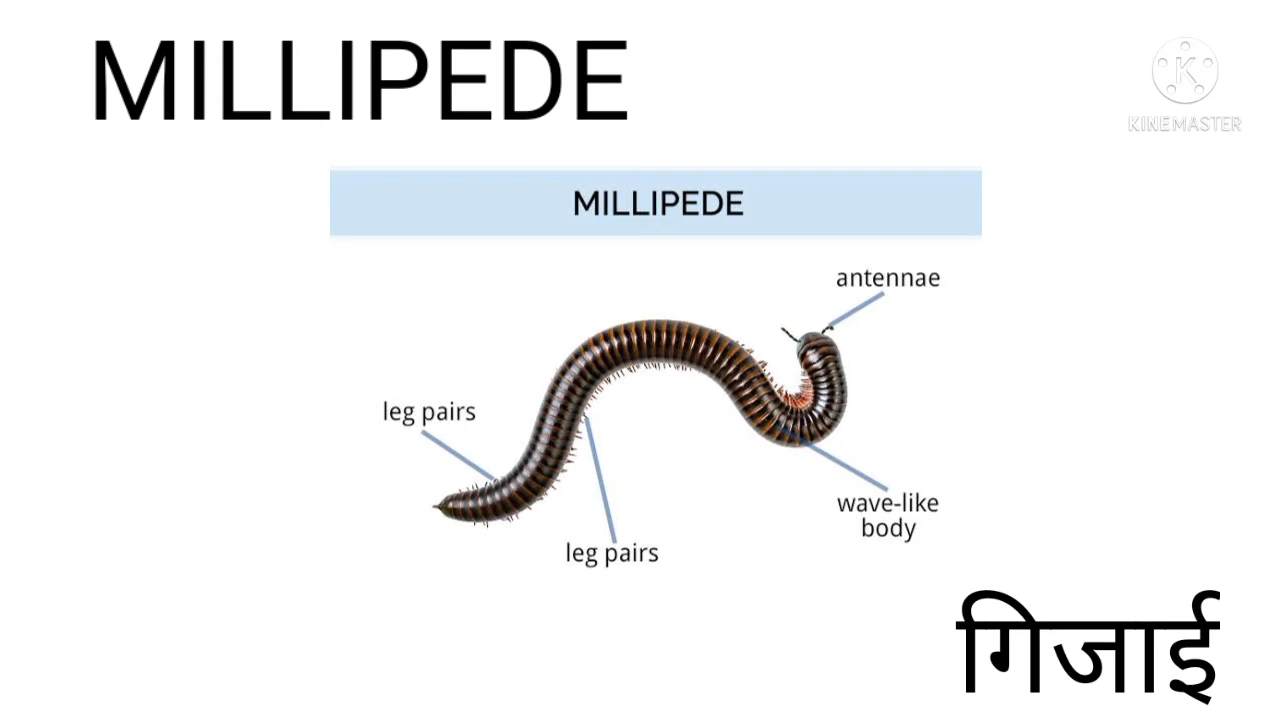 MILLIPEDE
KINEMASTER
MILLIPEDE
antennae
leg pairs
wave-like
body
leg pairs
गिजाई